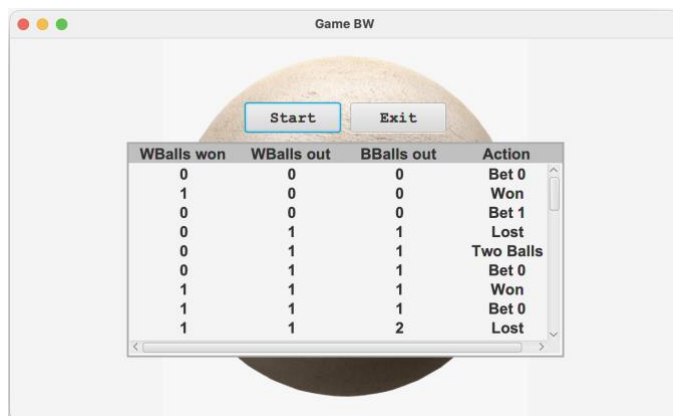 Game BW
Start Exit
WBalls won WBalls out BBalls out Action
0 0 0 Bet 0
1 0 0 Won
0 0 0 Bet 1
0 1 1 Lost
0 1 1 Two Balls
0 1 1 Bet 0
1 1 1 Won
1 1 1 Bet 0
1 1 2 Lost